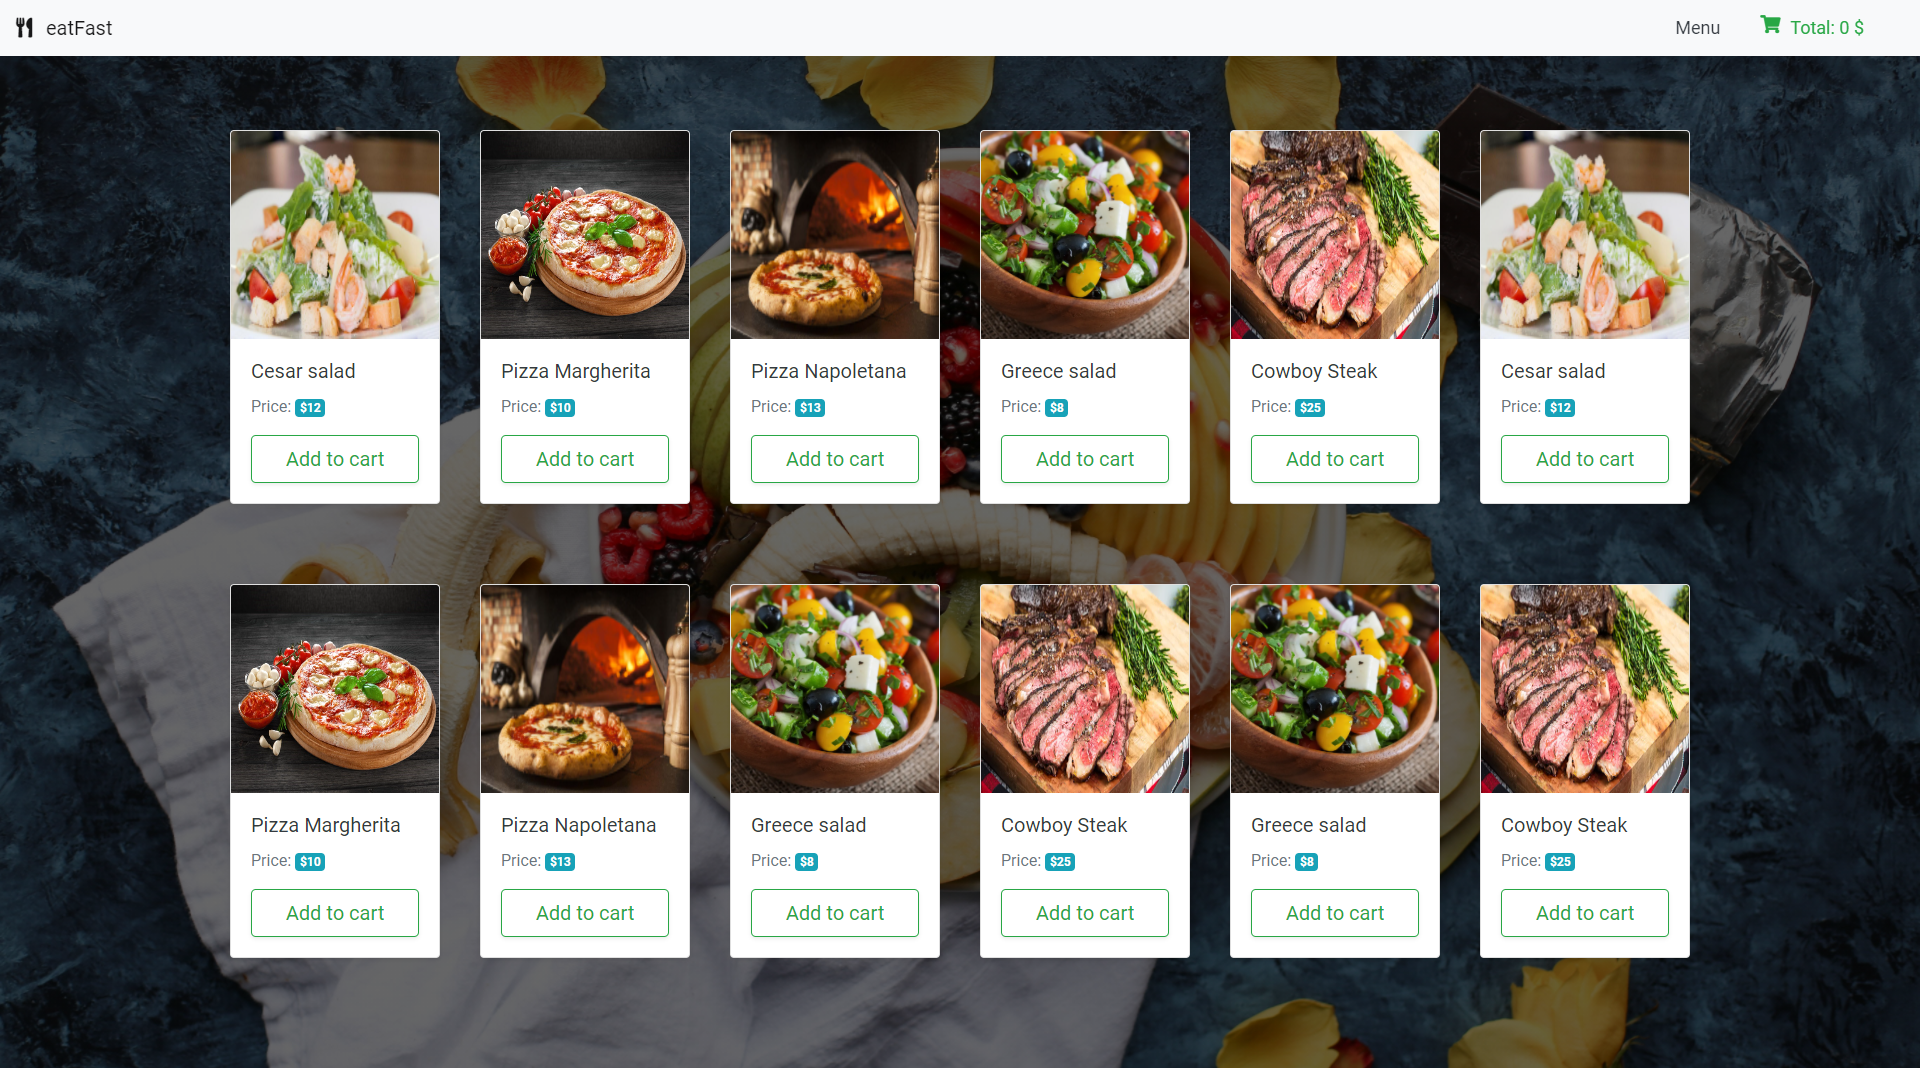 eatFast
Menu
Total: 0 $
Cesar salad
Price: $12
Add to cart
Pizza Margherita
Price: $10
Add to cart
Pizza Napoletana
Price: $13
Add to cart
Greece salad
Price: $8
Add to cart
Cowboy Steak
Price: $25
Add to cart
Cesar salad
Price: $12
Add to cart
Pizza Margherita
Price: $10
Add to cart
Pizza Napoletana
Price: $13
Add to cart
Greece salad
Price: $8
Add to cart
Cowboy Steak
Price: $25
Add to cart
Greece salad
Price: $8
Add to cart
Cowboy Steak
Price: $25
Add to cart